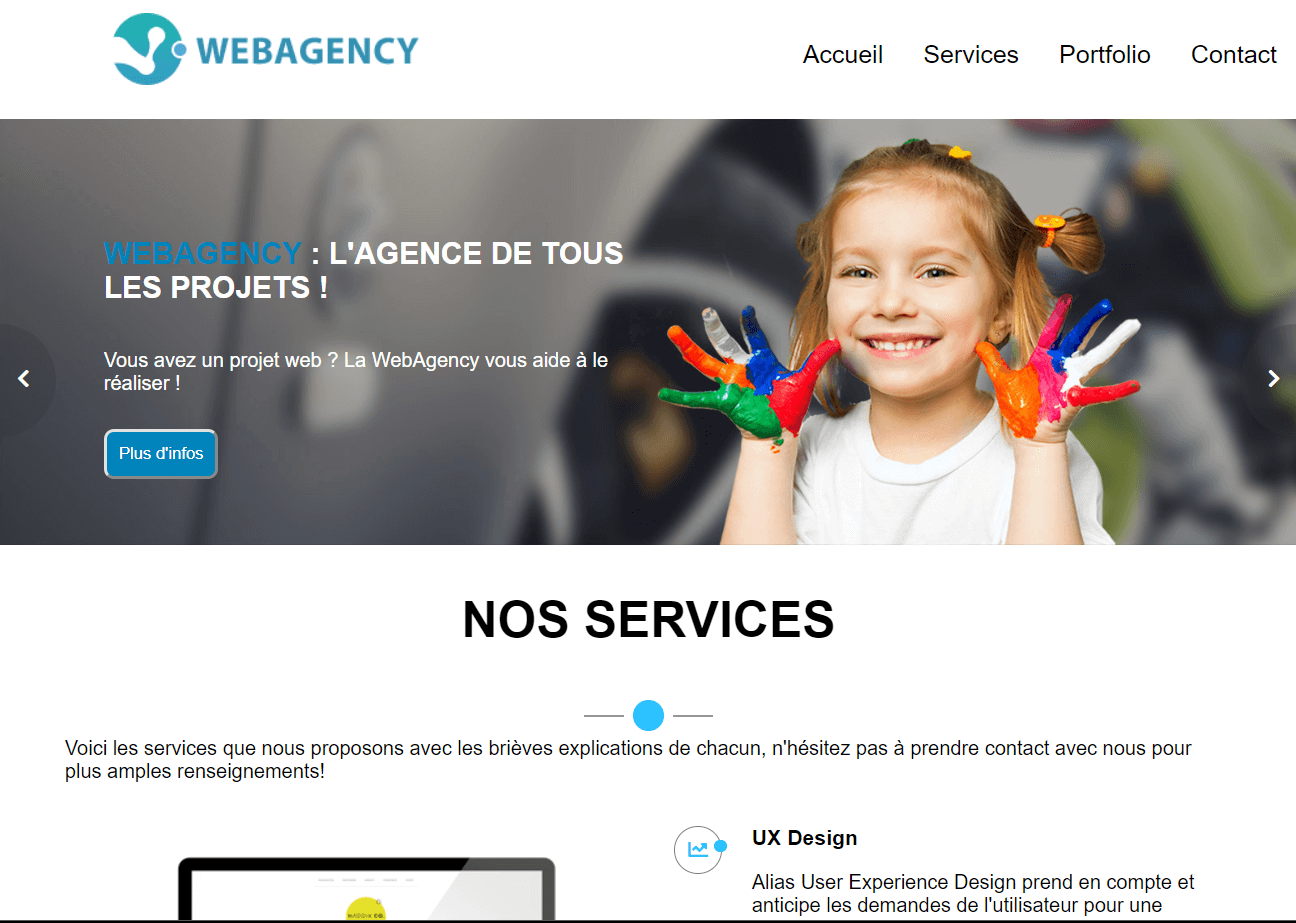 WEBAGENCY
Accueil Services Portfolio Contact
WEBAGENCY : L'AGENCE DE TOUS
LES PROJETS !
Vous avez un projet web ? La WebAgency vous aide à le
réaliser !
Plus d'infos
NOS SERVICES
Voici les services que nous proposons avec les brièves explications de chacun, n'hésitez pas à prendre contact avec nous pour
plus amples renseignements!
UX Design
Alias User Experience Design prend en compte et
anticipe les demandes de l'utilisateur pour une